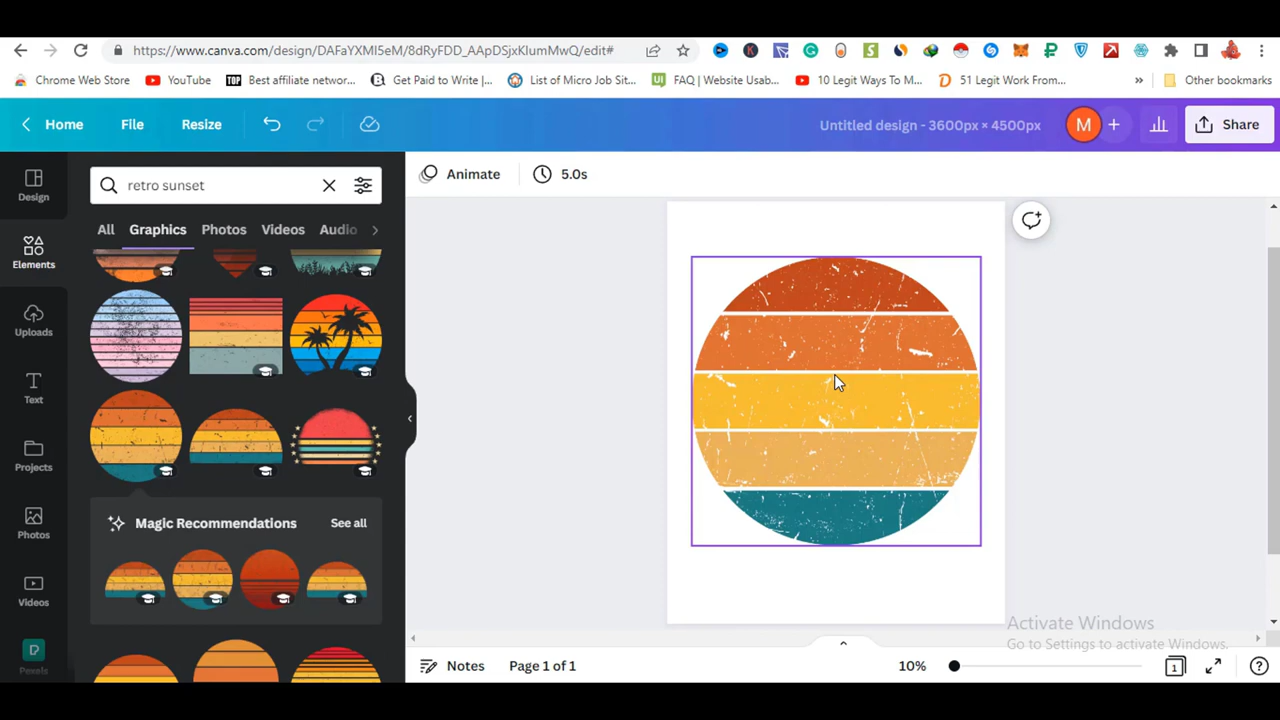 https://www.canva.com/design/DAFaYXMI5eM/8dRyFDD_AApDSjxKlumMwQ/edit#
Chrome Web Store
YouTube
TOP
Best affiliate networ...
Get Paid to Write |...
List of Micro Job Sit...
UI
FAQ | Website Usab...
10 Legit Ways To M...
51 Legit Work From...
»
Other bookmarks
Home
File
Resize
Untitled design - 3600px × 4500px
M
+
Share
Design
Elements
Uploads
Text
Projects
Photos
Videos
Pexels
retro sunset
All
Graphics
Photos
Videos
Audio
Magic Recommendations
See all
Animate
5.0s
Activate Windows
Go to Settings to activate Windows.
Notes
Page 1 of 1
10%
1